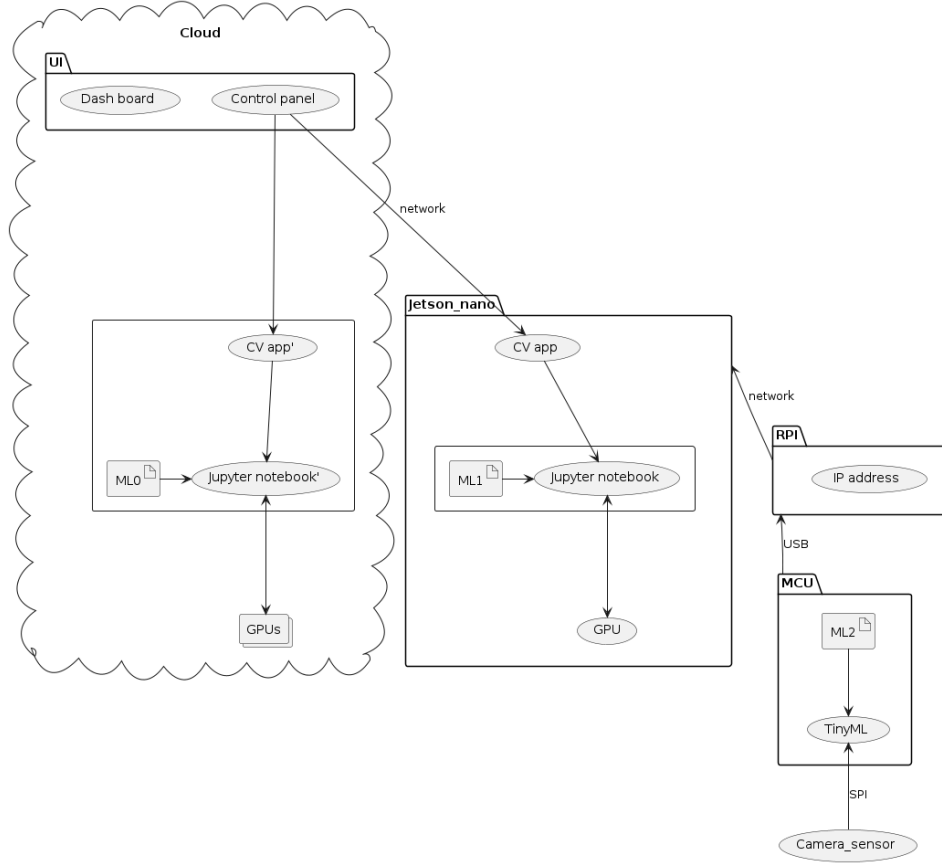 Cloud
UI
Dash board
Control panel
network
Jetson_nano
CV app'
CV app
network
RPI
ML0
Jupyter notebook'
ML1
Jupyter notebook
IP address
USB
MCU
GPUs
GPU
ML2
TinyML
SPI
Camera_sensor